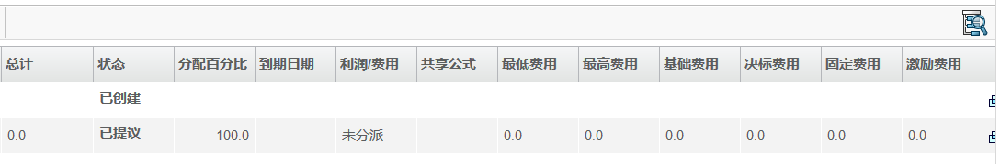 总计 状态 分配百分比 到期日期 利润/费用 共享公式 最低费用 最高费用 基础费用 决标费用 固定费用 激励费用
已创建
0.0 已提议 100.0 未分派 0.0 0.0 0.0 0.0 0.0 0.0